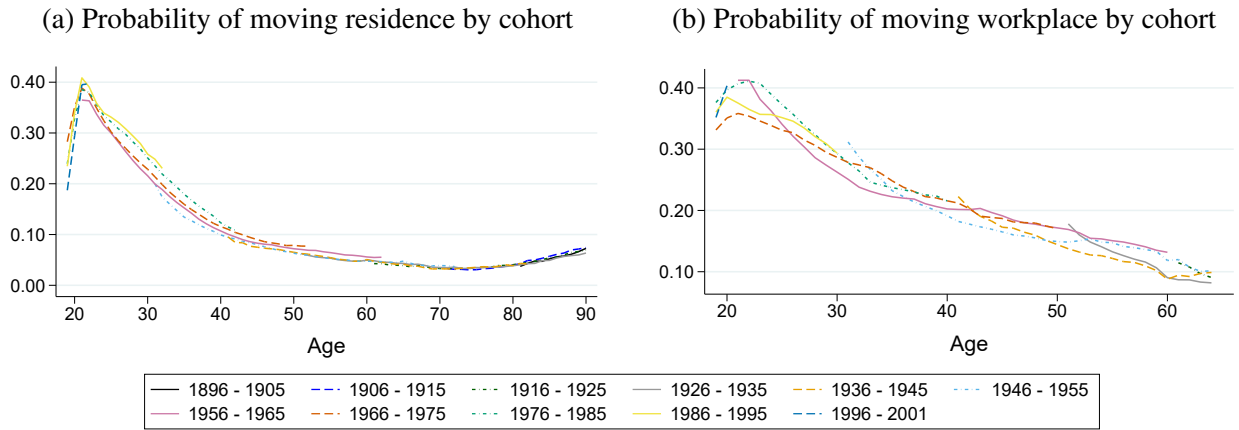 (a) Probability of moving residence by cohort
0.40
0.30
0.20
0.10
0.00
20 30 40 50 60 70 80 90
Age
(b) Probability of moving workplace by cohort
0.40
0.30
0.20
0.10
20 30 40 50 60
Age
1896 - 1905 1906 - 1915 1916 - 1925 1926 - 1935 1936 - 1945 1946 - 1955
1956 - 1965 1966 - 1975 1976 - 1985 1986 - 1995 1996 - 2001